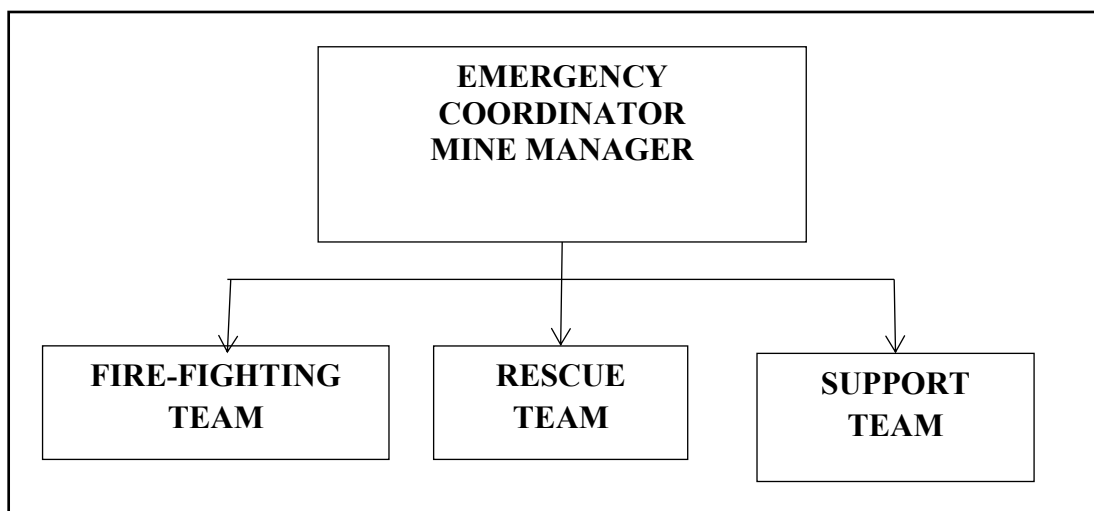 EMERGENCY
COORDINATOR
MINE MANAGER
FIRE-FIGHTING
TEAM
RESCUE
TEAM
SUPPORT
TEAM